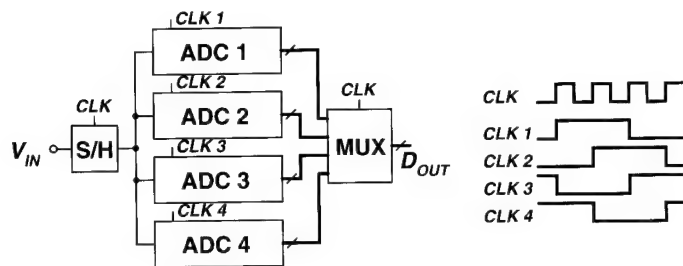 CLK 1
ADC 1
CLK 2
ADC 2
CLK
V_IN
S/H
CLK 3
ADC 3
CLK 4
ADC 4
CLK
MUX
D_OUT
CLK
CLK 1
CLK 2
CLK 3
CLK 4